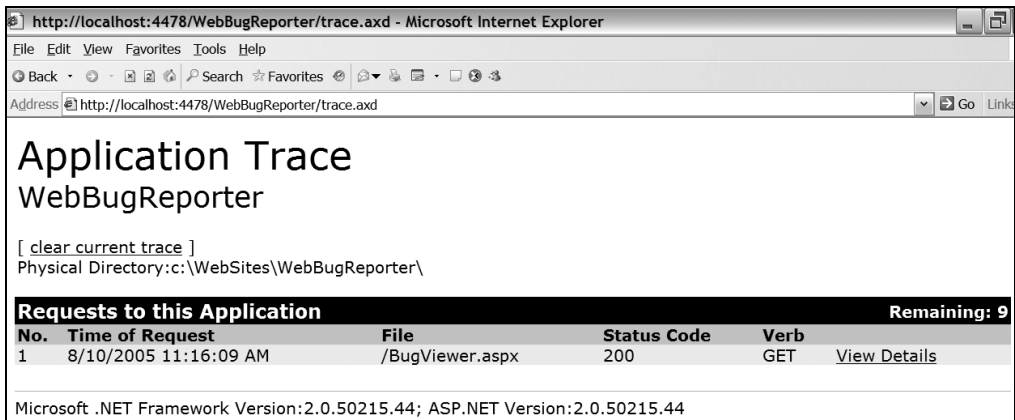 http://localhost:4478/WebBugReporter/trace.axd - Microsoft Internet Explorer
File Edit View Favorites Tools Help
Back Search Favorites
Address http://localhost:4478/WebBugReporter/trace.axd Go Links
Application Trace
WebBugReporter
[ clear current trace ]
Physical Directory:c:\WebSites\WebBugReporter\
Requests to this Application Remaining: 9
No. Time of Request File Status Code Verb
1 8/10/2005 11:16:09 AM /BugViewer.aspx 200 GET View Details
Microsoft .NET Framework Version:2.0.50215.44; ASP.NET Version:2.0.50215.44